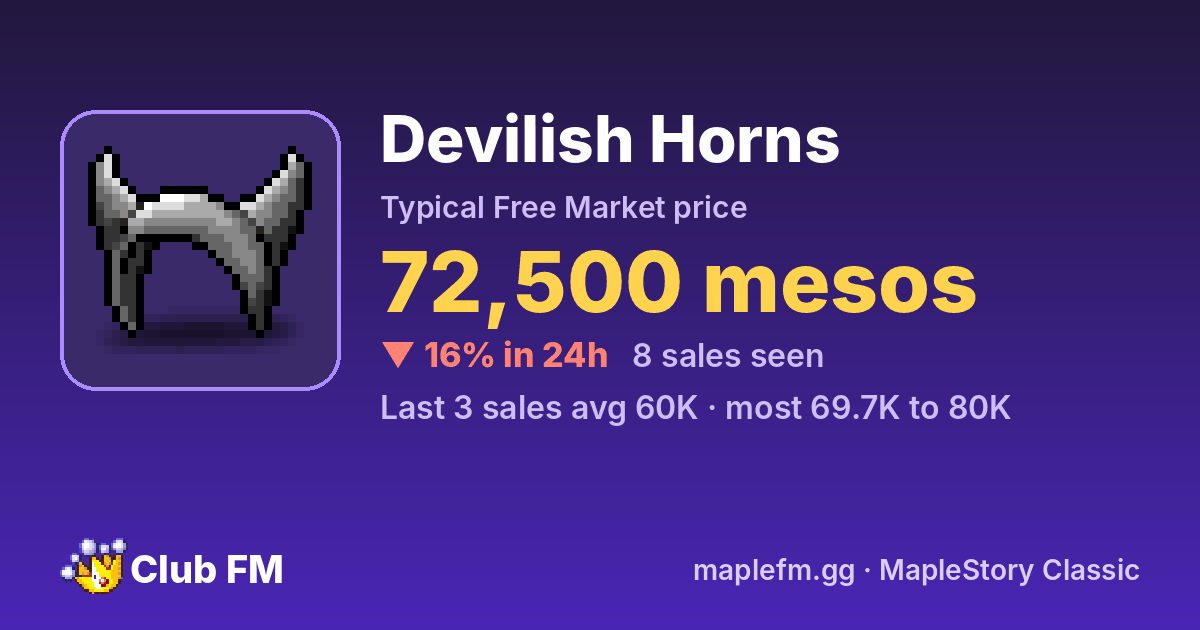 Devilish Horns
Typical Free Market price
72,500 mesos
▼ 16% in 24h 8 sales seen
Last 3 sales avg 60K · most 69.7K to 80K
Club FM
maplefm.gg · MapleStory Classic